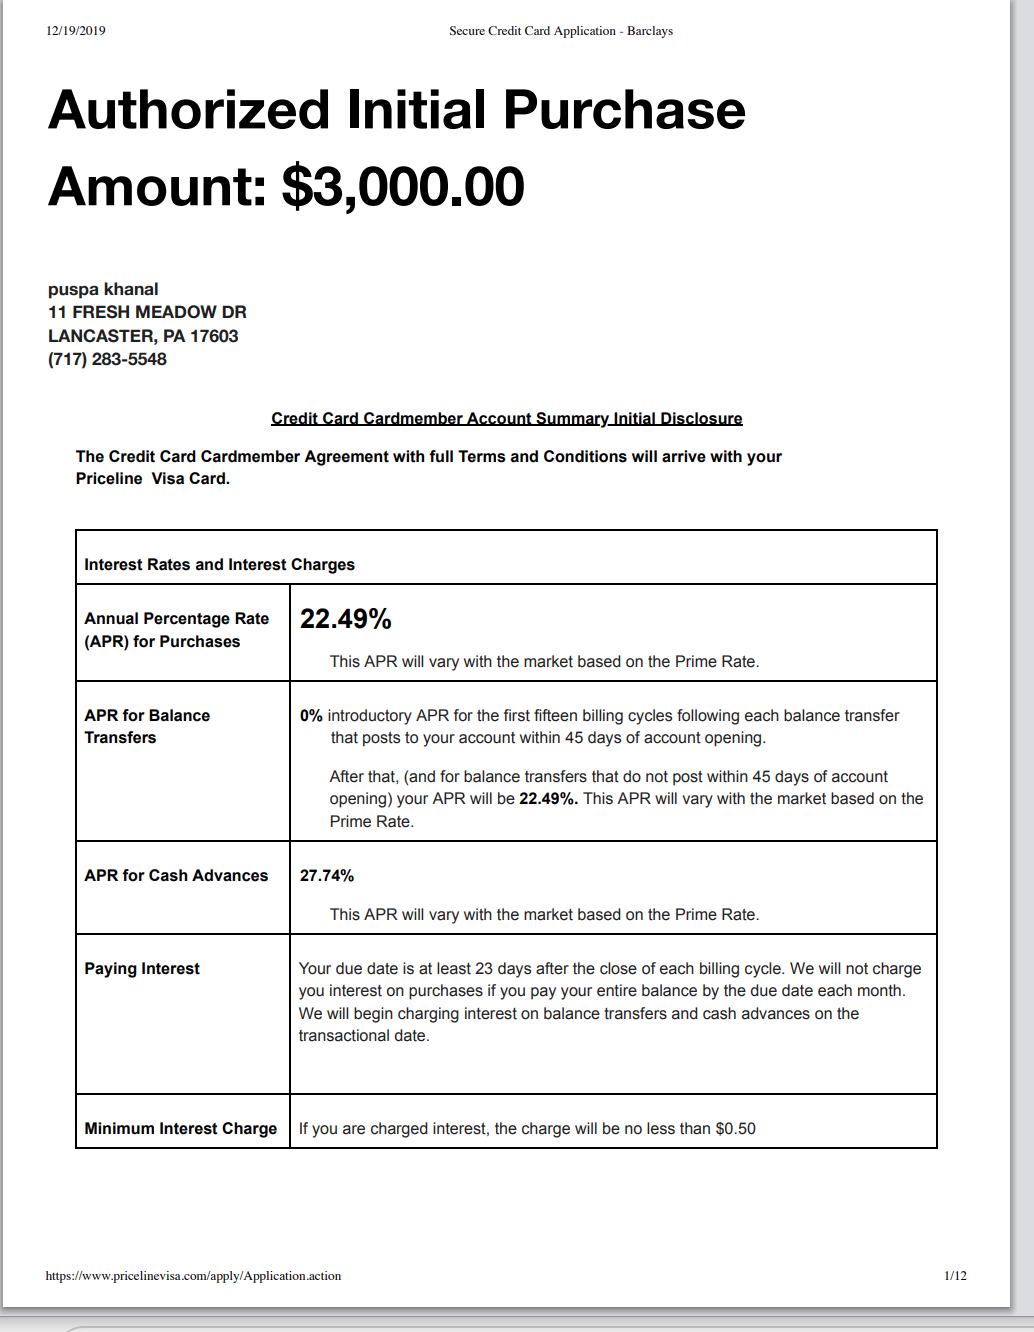 12/19/2019 Secure Credit Card Application - Barclays
Authorized Initial Purchase
Amount: $3,000.00
puspa khanal
11 FRESH MEADOW DR
LANCASTER, PA 17603
(717) 283-5548
Credit Card Cardmember Account Summary Initial Disclosure
The Credit Card Cardmember Agreement with full Terms and Conditions will arrive with your
Priceline Visa Card.
Interest Rates and Interest Charges
Annual Percentage Rate
(APR) for Purchases
22.49%
This APR will vary with the market based on the Prime Rate.
APR for Balance
Transfers
0% introductory APR for the first fifteen billing cycles following each balance transfer
that posts to your account within 45 days of account opening.
After that, (and for balance transfers that do not post within 45 days of account
opening) your APR will be 22.49%. This APR will vary with the market based on the
Prime Rate.
APR for Cash Advances
27.74%
This APR will vary with the market based on the Prime Rate.
Paying Interest
Your due date is at least 23 days after the close of each billing cycle. We will not charge
you interest on purchases if you pay your entire balance by the due date each month.
We will begin charging interest on balance transfers and cash advances on the
transactional date.
Minimum Interest Charge
If you are charged interest, the charge will be no less than $0.50
https://www.pricelinevisa.com/apply/Application.action 1/12